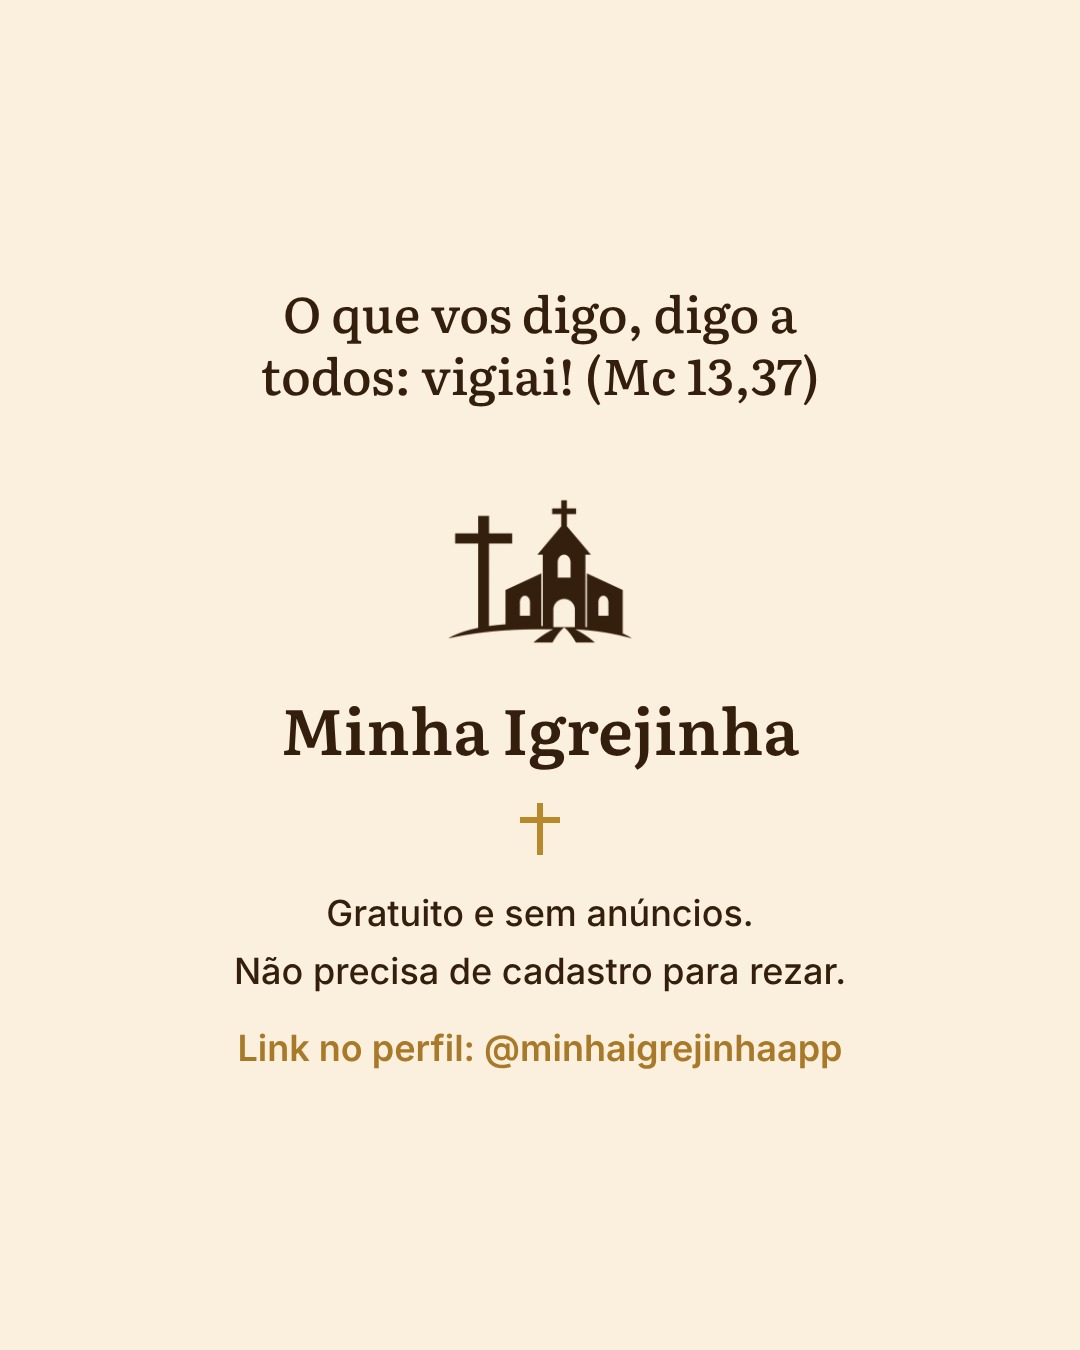 O que vos digo, digo a
todos: vigiai! (Mc 13,37)
Minha Igrejinha
Gratuito e sem anúncios.
Não precisa de cadastro para rezar.
Link no perfil: @minhaigrejinhaapp